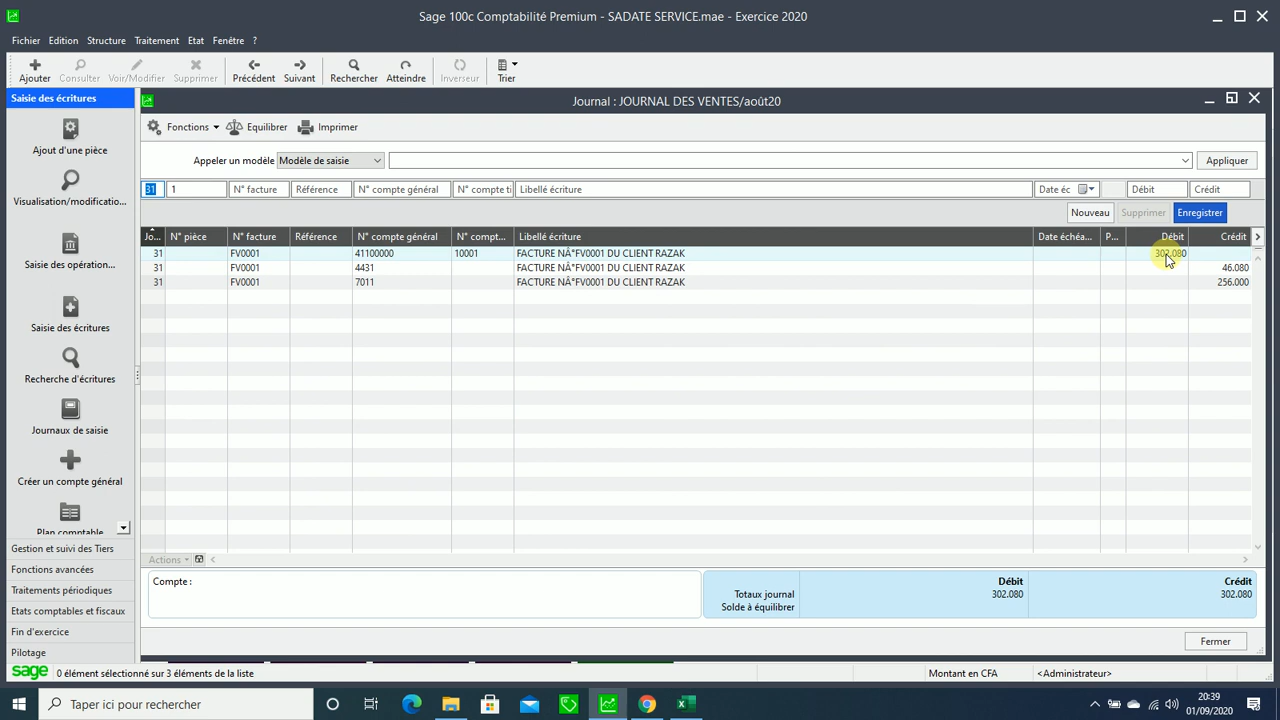 Sage 100c Comptabilité Premium - SADATE SERVICE.mae - Exercice 2020
Fichier Edition Structure Traitement Etat Fenêtre ?
Ajouter Consulter Voir/Modifier Supprimer Précédent Suivant Rechercher Atteindre Inverseur Trier
Saisie des écritures
Journal : JOURNAL DES VENTES/août20
Ajout d'une pièce
Visualisation/modificatio...
Saisie des opération...
Saisie des écritures
Recherche d'écritures
Journaux de saisie
Créer un compte général
Plan comptable
Gestion et suivi des Tiers
Fonctions avancées
Traitements périodiques
Etats comptables et fiscaux
Fin d'exercice
Pilotage
Fonctions Equilibrer Imprimer
Appeler un modèle Modèle de saisie Appliquer
31 1 N° facture Référence N° compte général N° compte ti Libellé écriture Date éc Débit Crédit
Nouveau Supprimer Enregistrer
Jo... N° pièce N° facture Référence N° compte général N° compt... Libellé écriture Date échéa... P... Débit Crédit
31 FV0001 41100000 10001 FACTURE NÂ°FV0001 DU CLIENT RAZAK 302.080
31 FV0001 4431 FACTURE NÂ°FV0001 DU CLIENT RAZAK 46.080
31 FV0001 7011 FACTURE NÂ°FV0001 DU CLIENT RAZAK 256.000
Actions
Compte :
Débit Crédit
Totaux journal 302.080 302.080
Solde à équilibrer
Fermer
sage 0 élément sélectionné sur 3 éléments de la liste Montant en CFA <Administrateur>
Taper ici pour rechercher
20:39
01/09/2020